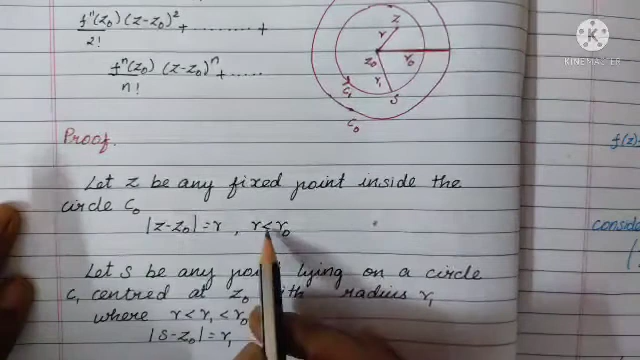 f''(z₀) (z-z₀)² + ......... +
2!
fⁿ(z₀) (z-z₀)ⁿ + ......
n!
z
r
z₀
r₀
r₁
C₁
S
C₀
K
KINEMASTER
Proof.
f(z)=
Let z be any fixed point inside the
circle C₀
|z-z₀| = r , r < r₀
conside
Let S be any point lying on a circle
C₁ centred at z₀ with radius r₁
where r < r₁ < r₀
|S-z₀| = r₁